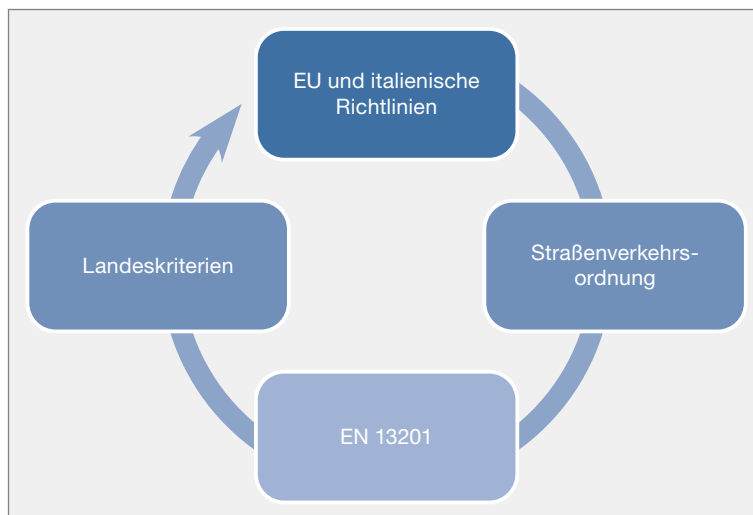 EU und italienische
Richtlinien
Straßenverkehrs-
ordnung
EN 13201
Landeskriterien